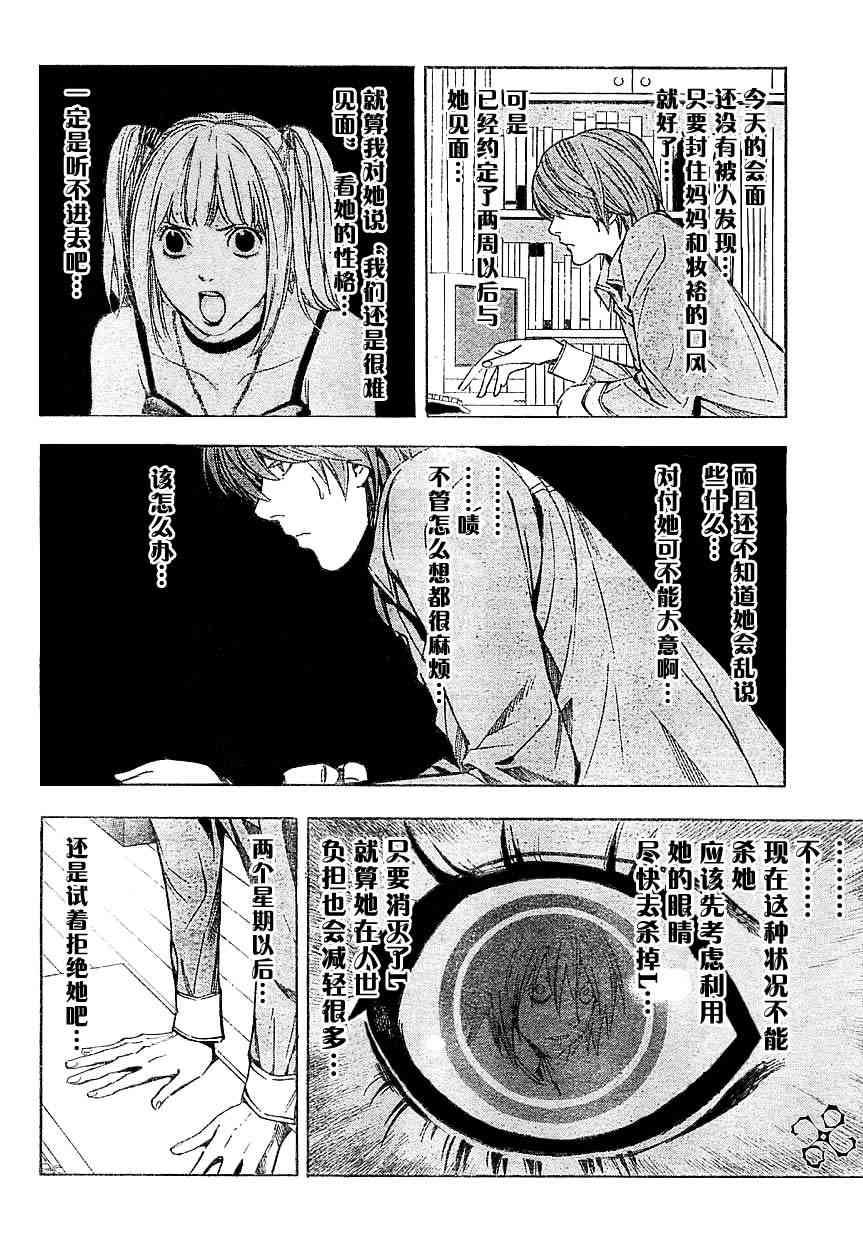 今天的会面
还没有被人发现…
只要封住妈妈和妆裕的口风
就好了…
可是
已经约定了两周以后与
她见面…
就算我对她说“我们还是很难
见面”看她的性格…
一定是听不进去吧…
而且还不知道她会乱说
些什么…
对付她可不能大意啊…
………
……啧
不管怎么想都很麻烦…
该怎么办…
………
不………
现在这种状况不能
杀她
应该先考虑利用
她的眼睛
尽快去杀掉L…
只要消灭了L
就算她在人世
负担也会减轻很多…
两个星期以后…
还是试着拒绝她吧…